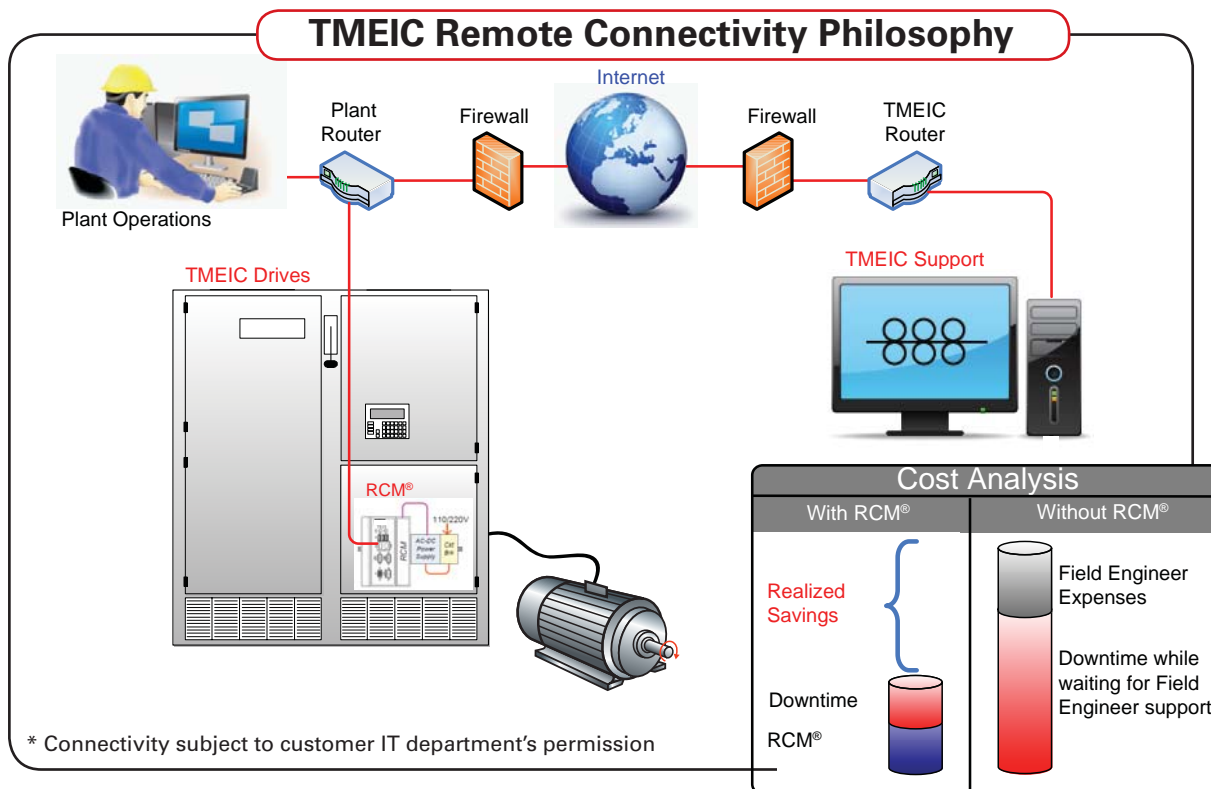 TMEIC Remote Connectivity Philosophy
Internet
Plant
Router
Firewall
Firewall
TMEIC
Router
Plant Operations
TMEIC Drives
TMEIC Support
RCM®
110/220V
RCM
AC-DC
Power
Supply
Ckt
Brk
Cost Analysis
With RCM®
Without RCM®
Realized
Savings
Field Engineer
Expenses
Downtime while
waiting for Field
Engineer support
Downtime
RCM®
* Connectivity subject to customer IT department's permission